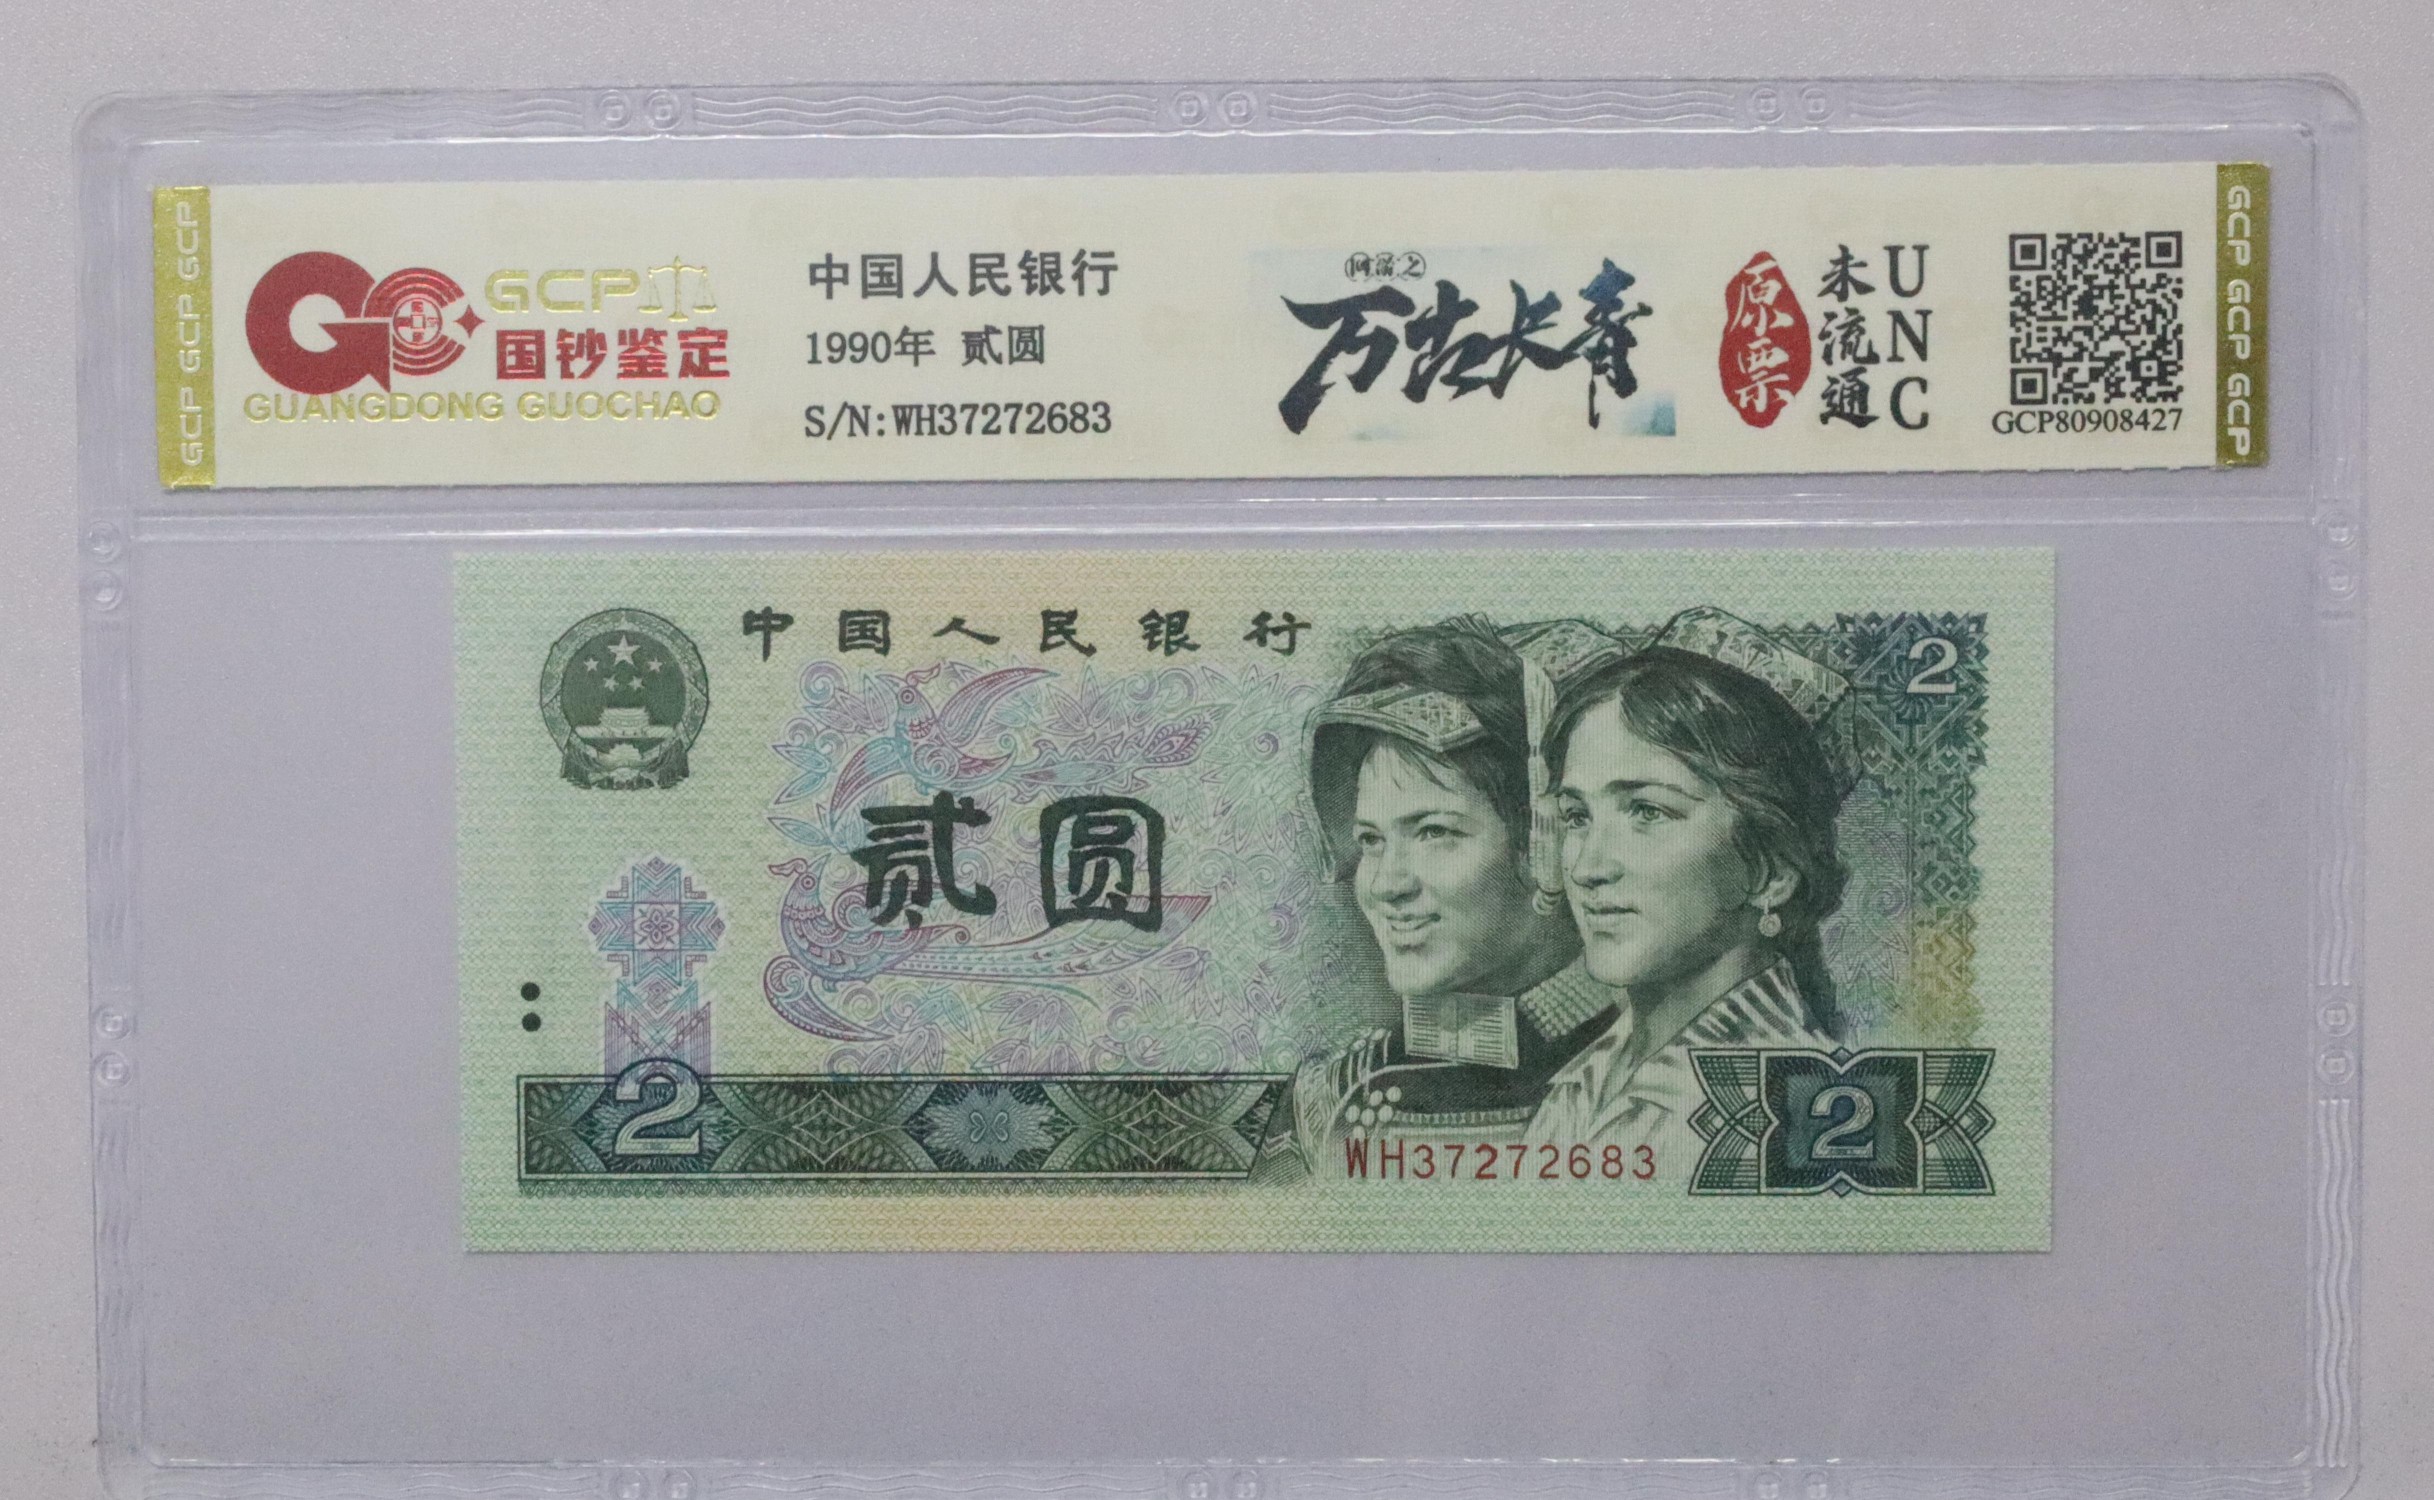 GCP GCP GCP
GCP
国钞鉴定
GUANGDONG GUOCHAO
中国人民银行
1990年 贰圆
S/N:WH37272683
万古长青
原票
未流通
UNC
GCP80908427
GCP GCP GCP
中国人民银行
2
贰圆
2
WH37272683
2